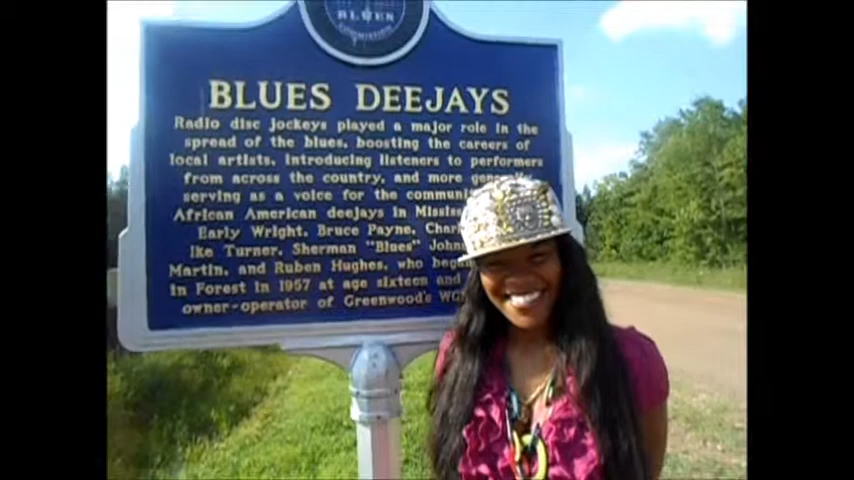 BLUES
COMMISSION
BLUES DEEJAYS
Radio disc jockeys played a major role in the
spread of the blues, boosting the careers of
local artists, introducing listeners to performers
from across the country, and more
serving as a voice for the
African American deejays in
Early Wright, Bruce Payne,
Ike Turner, Sherman "Blues"
Martin, and Ruben Hughes, who began
in Forest in 1957 at age sixteen and
owner-operator of Greenwood's